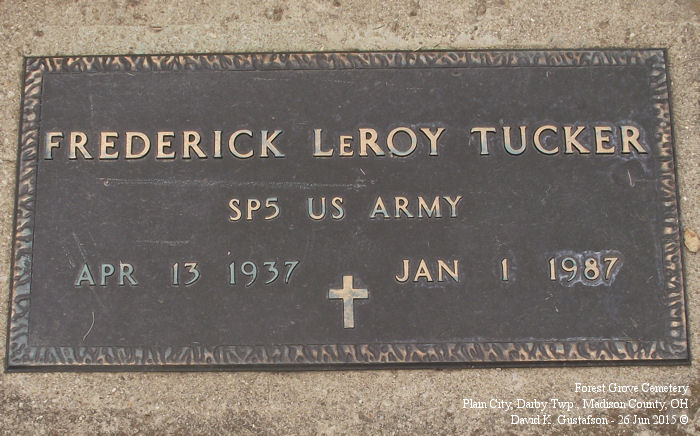 FREDERICK LeROY TUCKER
SP5 US ARMY
APR 13 1937 JAN 1 1987
Forest Grove Cemetery
Plain City, Darby Twp., Madison County, OH
David K. Gustafson - 26 Jun 2015 ©